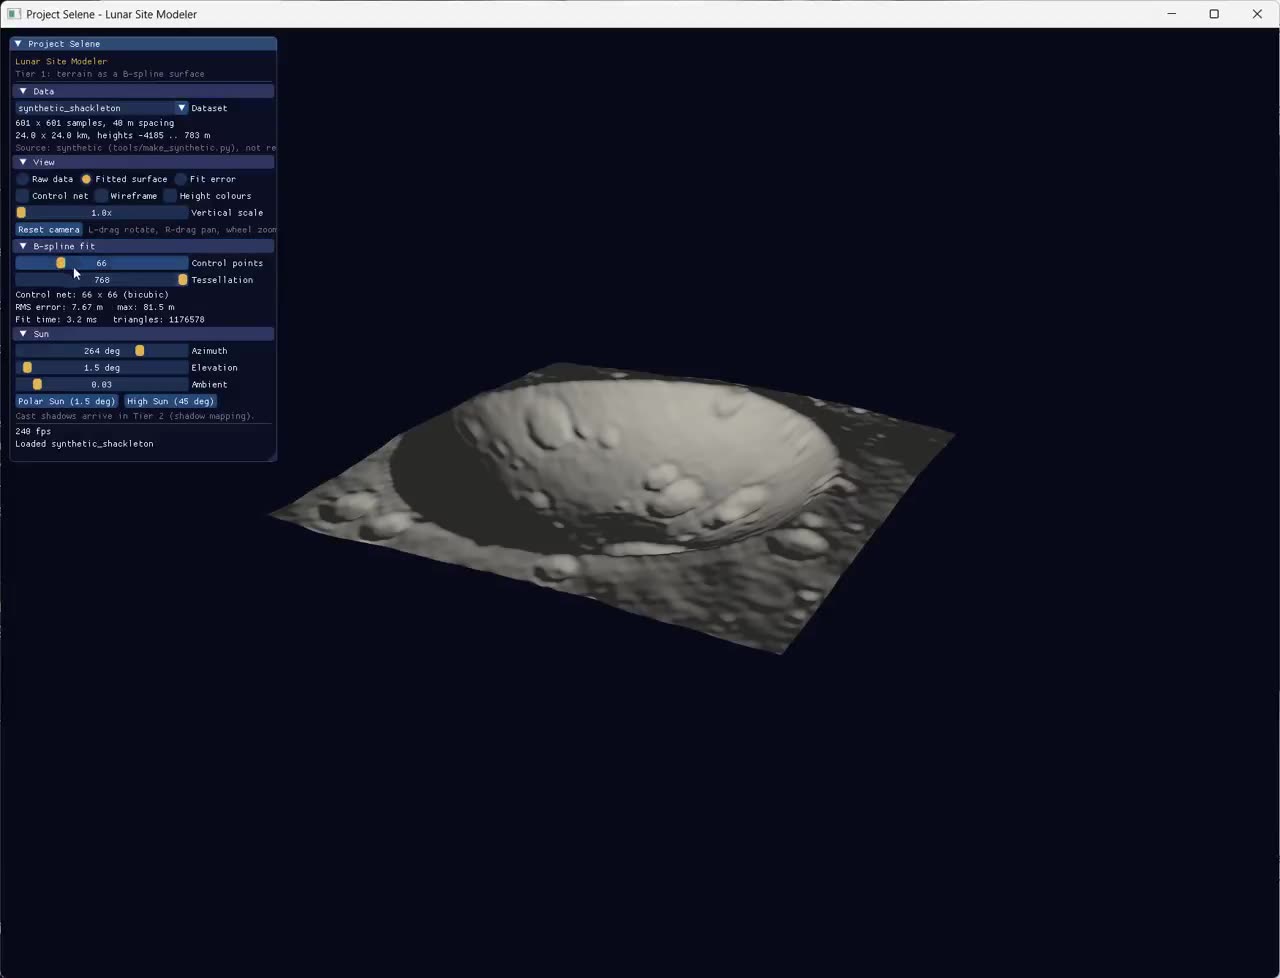 Project Selene - Lunar Site Modeler
Project Selene
Lunar Site Modeler
Tier 1: terrain as a B-spline surface
Data
synthetic_shackleton Dataset
601 x 601 samples, 40 m spacing
24.0 x 24.0 km, heights -4185 .. 783 m
Source: synthetic (tools/make_synthetic.py), not re
View
Raw data Fitted surface Fit error
Control net Wireframe Height colours
1.0x Vertical scale
Reset camera L-drag rotate, R-drag pan, wheel zoom
B-spline fit
66 Control points
768 Tessellation
Control net: 66 x 66 (bicubic)
RMS error: 7.67 m max: 81.5 m
Fit time: 3.2 ms triangles: 1176578
Sun
264 deg Azimuth
1.5 deg Elevation
0.03 Ambient
Polar Sun (1.5 deg) High Sun (45 deg)
Cast shadows arrive in Tier 2 (shadow mapping).
240 fps
Loaded synthetic_shackleton